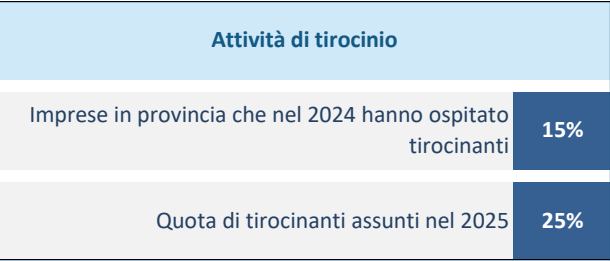 Attività di tirocinio
Imprese in provincia che nel 2024 hanno ospitato
tirocinanti
15%
Quota di tirocinanti assunti nel 2025
25%